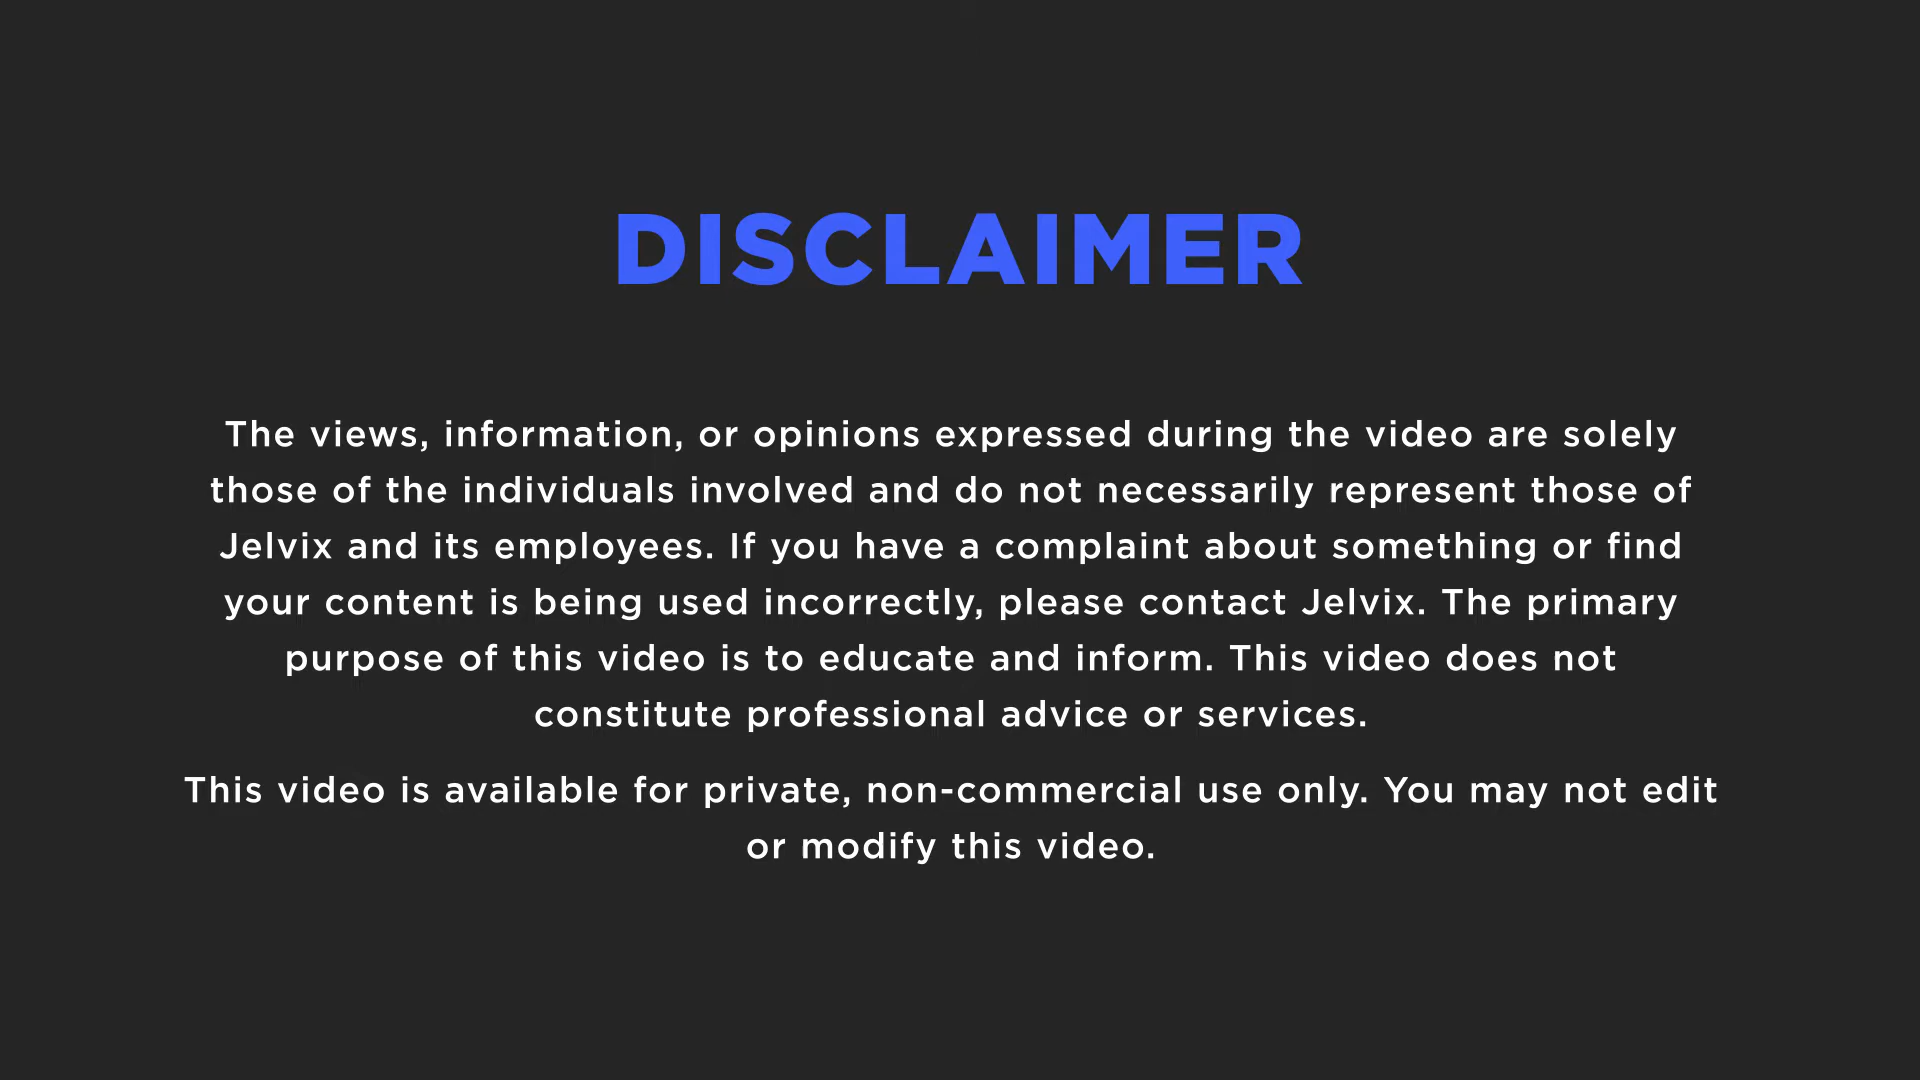 DISCLAIMER
The views, information, or opinions expressed during the video are solely
those of the individuals involved and do not necessarily represent those of
Jelvix and its employees. If you have a complaint about something or find
your content is being used incorrectly, please contact Jelvix. The primary
purpose of this video is to educate and inform. This video does not
constitute professional advice or services.
This video is available for private, non-commercial use only. You may not edit
or modify this video.